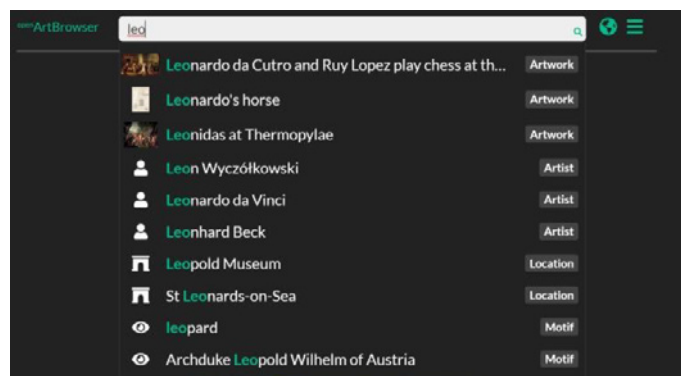 openArtBrowser
leo
Leonardo da Cutro and Ruy Lopez play chess at th... Artwork
Leonardo's horse Artwork
Leonidas at Thermopylae Artwork
Leon Wyczółkowski Artist
Leonardo da Vinci Artist
Leonhard Beck Artist
Leopold Museum Location
St Leonards-on-Sea Location
leopard Motif
Archduke Leopold Wilhelm of Austria Motif